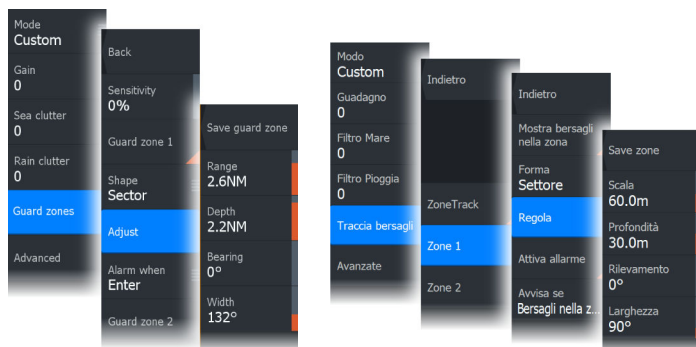 Mode
Custom
Gain
0
Sea clutter
0
Rain clutter
0
Guard zones
Advanced
Back
Sensitivity
0%
Guard zone 1
Shape
Sector
Adjust
Alarm when
Enter
Guard zone 2
Save guard zone
Range
2.6NM
Depth
2.2NM
Bearing
0°
Width
132°
Modo
Custom
Guadagno
0
Filtro Mare
0
Filtro Pioggia
0
Traccia bersagli
Avanzate
Indietro
ZoneTrack
Zone 1
Zone 2
Indietro
Mostra bersagli
nella zona
Forma
Settore
Regola
Attiva allarme
Avvisa se
Bersagli nella z...
Save zone
Scala
60.0m
Profondità
30.0m
Rilevamento
0°
Larghezza
90°